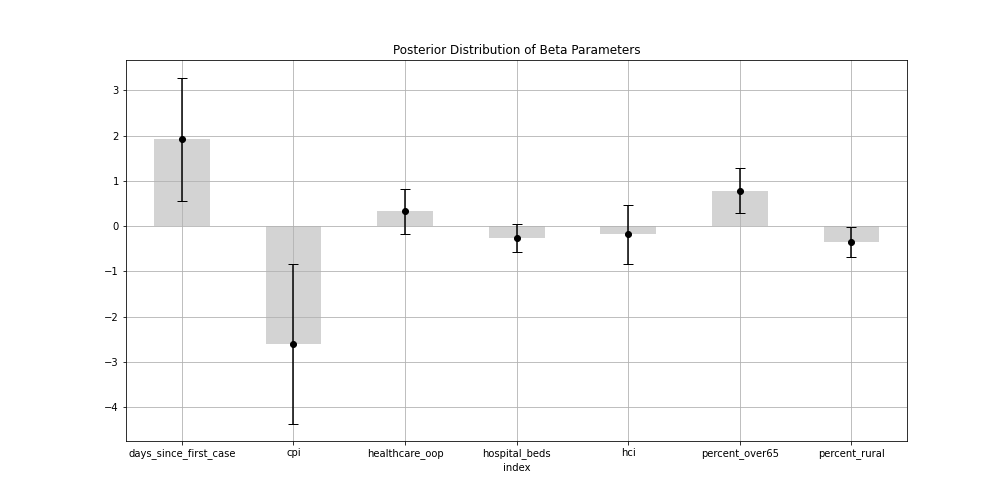 Posterior Distribution of Beta Parameters
3
2
1
0
−1
−2
−3
−4
days_since_first_case cpi healthcare_oop hospital_beds hci percent_over65 percent_rural
index